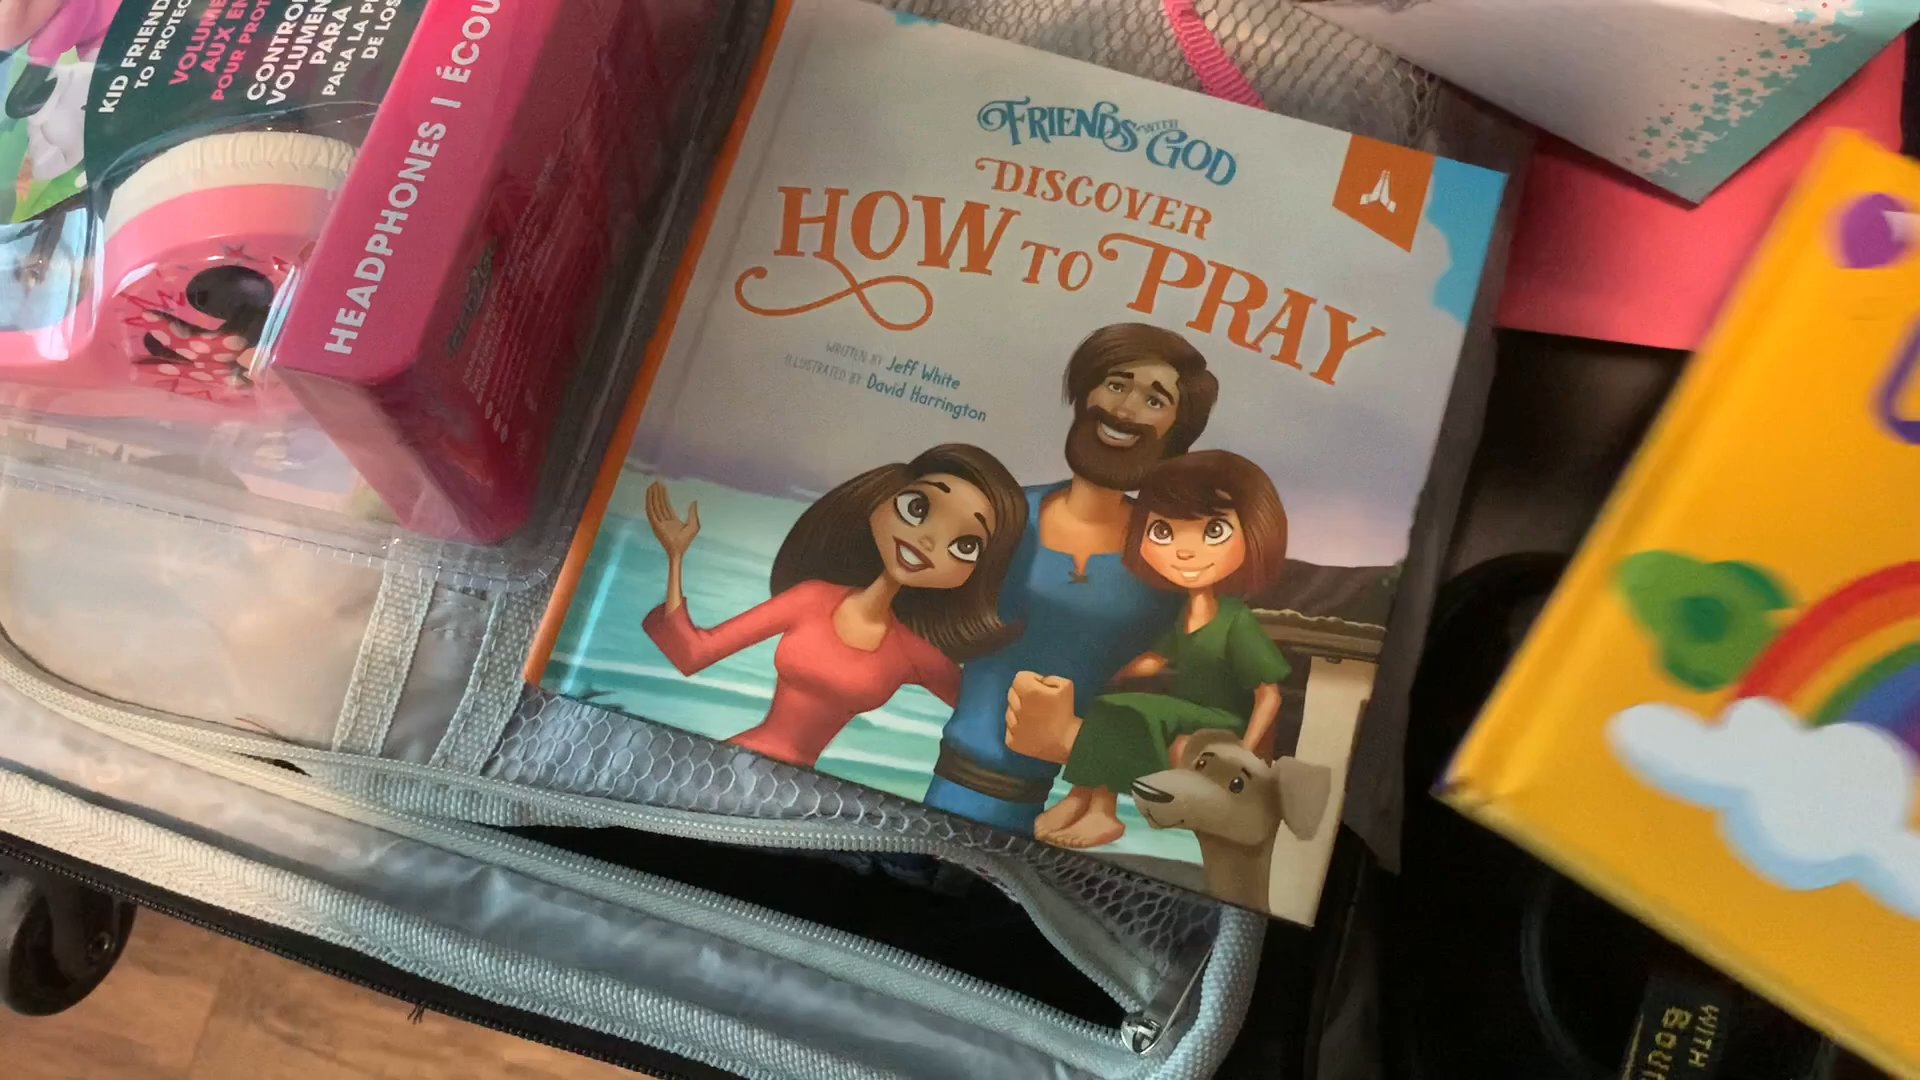 KID FRIEND
TO PROTEC
VOLUME
AUX EN
POUR PROT
CONTRO
VOLUMEN
PARA
PARA LA P
DE LOS
HEADPHONES | ÉCOU
FRIENDS WITH GOD
DISCOVER
HOW TO PRAY
WRITTEN BY Jeff White
ILLUSTRATED BY David Harrington
WITH
BOU